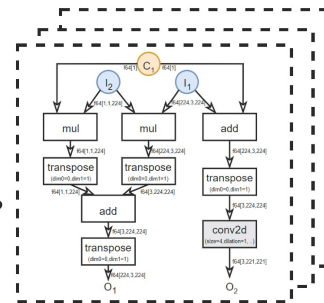 C1
f64[1] f64[1]
I2 I1
f64[1,1,224] f64[224,3,224]
mul mul add
f64[1,1,224] f64[224,3,224] f64[224,3,224]
transpose transpose transpose
(dim0=0,dim1=1) (dim0=0,dim1=1) (dim0=0,dim1=1)
f64[1,1,224] f64[3,224,224] f64[3,224,224]
add conv2d
(size=4,dilation=1,...)
f64[3,224,224]
transpose
(dim0=0,dim1=1)
f64[224,3,224] f64[3,221,221]
O1 O2